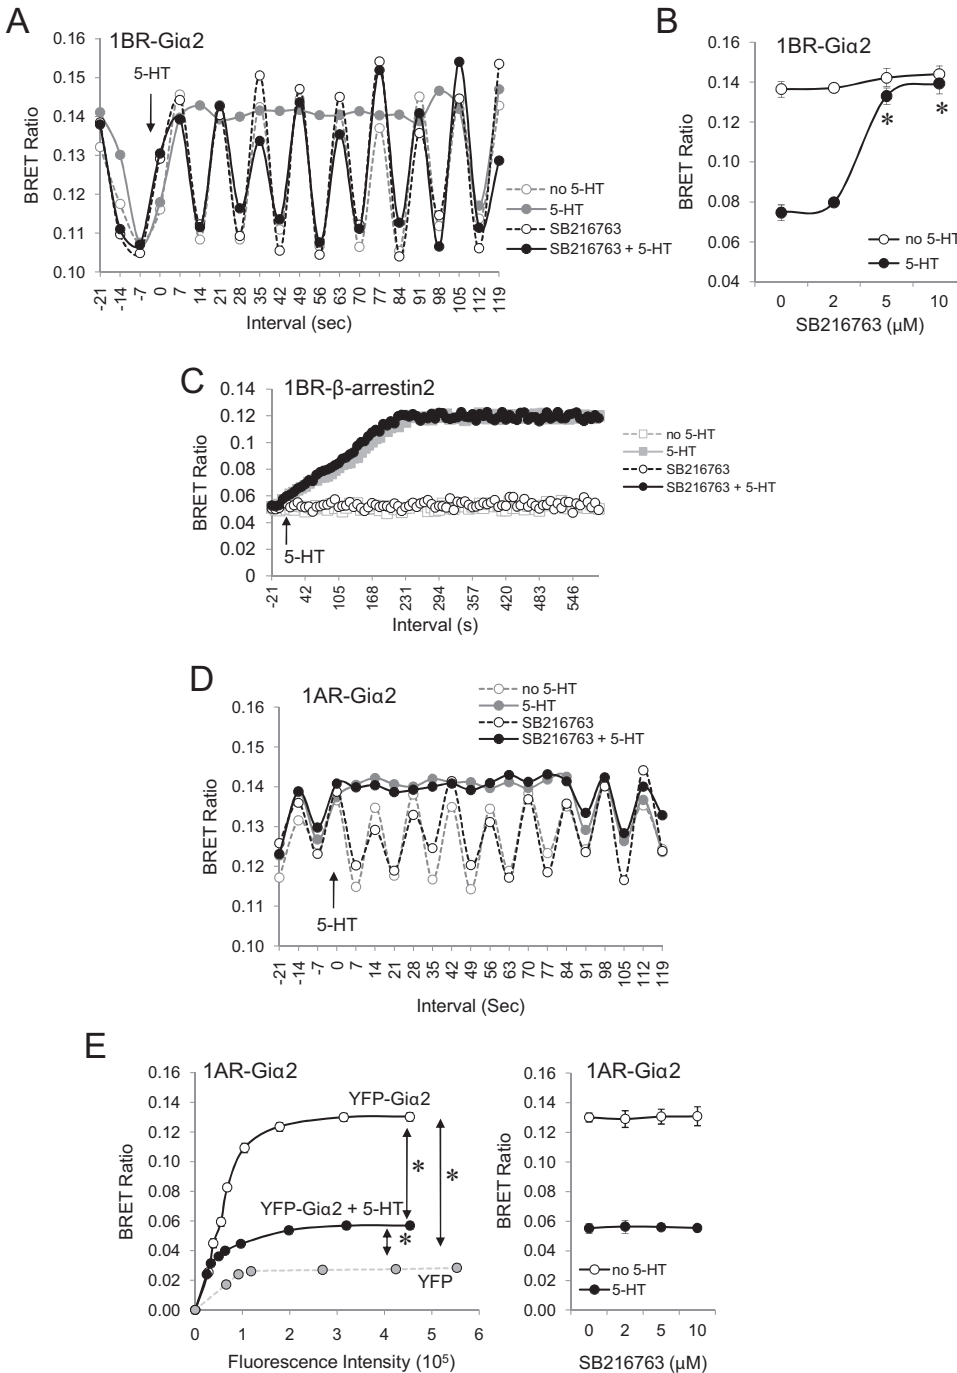 A
1BR-Giα2
5-HT
BRET Ratio
0.16
0.15
0.14
0.13
0.12
0.11
0.10
-21 -14 -7 0 7 14 21 28 35 42 49 56 63 70 77 84 91 98 105 112 119
Interval (sec)
no 5-HT
5-HT
SB216763
SB216763 + 5-HT
B
1BR-Giα2
BRET Ratio
0.16
0.14
0.12
0.10
0.08
0.06
0.04
* *
no 5-HT
5-HT
0 2 5 10
SB216763 (µM)
C
1BR-β-arrestin2
BRET Ratio
0.14
0.12
0.1
0.08
0.06
0.04
0.02
0
5-HT
-21 42 105 168 231 294 357 420 483 546
Interval (s)
no 5-HT
5-HT
SB216763
SB216763 + 5-HT
D
1AR-Giα2
no 5-HT
5-HT
SB216763
SB216763 + 5-HT
BRET Ratio
0.16
0.15
0.14
0.13
0.12
0.11
0.10
5-HT
-21 -14 -7 0 7 14 21 28 35 42 49 56 63 70 77 84 91 98 105 112 119
Interval (Sec)
E
1AR-Giα2
BRET Ratio
0.16
0.14
0.12
0.10
0.08
0.06
0.04
0.02
0.00
YFP-Giα2
* *
YFP-Giα2 + 5-HT
*
YFP
0 1 2 3 4 5 6
Fluorescence Intensity (10⁵)
1AR-Giα2
BRET Ratio
0.16
0.14
0.12
0.10
0.08
0.06
0.04
0.02
0.00
no 5-HT
5-HT
0 2 5 10
SB216763 (µM)